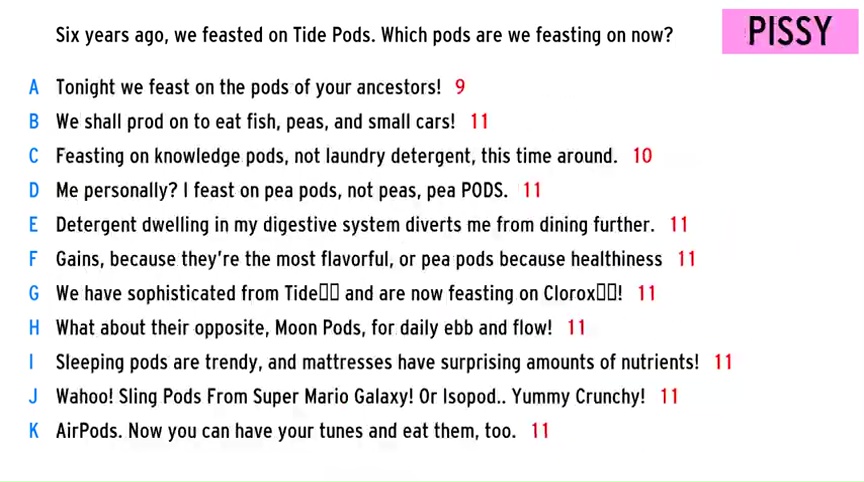 Six years ago, we feasted on Tide Pods. Which pods are we feasting on now?
PISSY
A Tonight we feast on the pods of your ancestors! 9
B We shall prod on to eat fish, peas, and small cars! 11
C Feasting on knowledge pods, not laundry detergent, this time around. 10
D Me personally? I feast on pea pods, not peas, pea PODS. 11
E Detergent dwelling in my digestive system diverts me from dining further. 11
F Gains, because they're the most flavorful, or pea pods because healthiness 11
G We have sophisticated from Tide▯▯ and are now feasting on Clorox▯▯! 11
H What about their opposite, Moon Pods, for daily ebb and flow! 11
I Sleeping pods are trendy, and mattresses have surprising amounts of nutrients! 11
J Wahoo! Sling Pods From Super Mario Galaxy! Or Isopod.. Yummy Crunchy! 11
K AirPods. Now you can have your tunes and eat them, too. 11